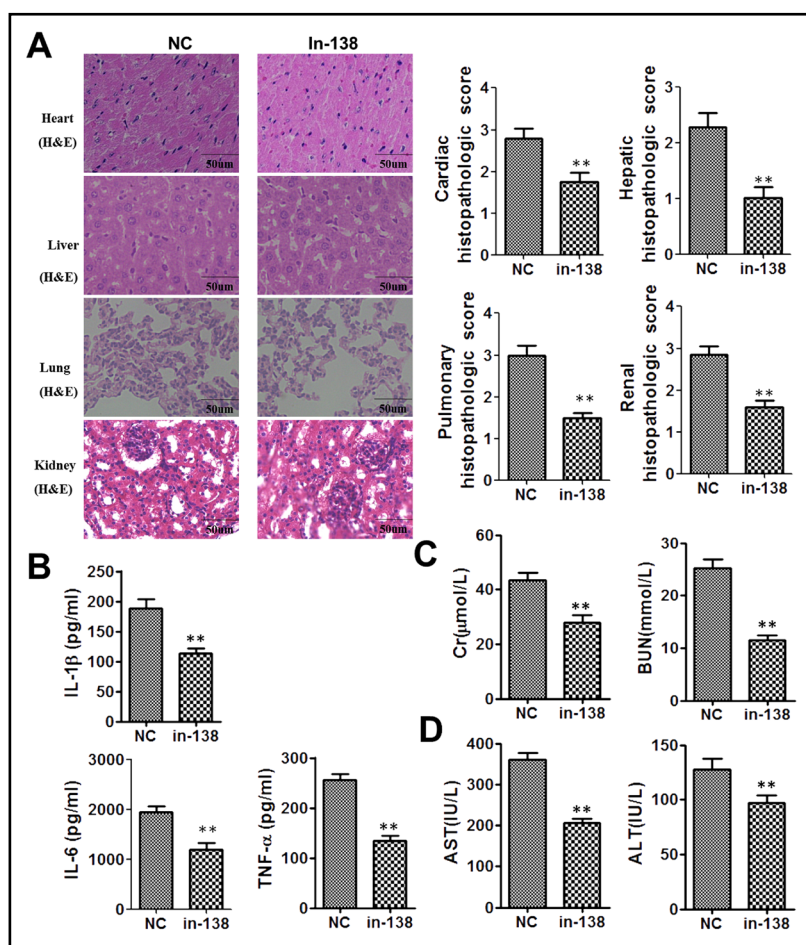 A
NC
In-138
Heart
(H&E)
50um
50um
Liver
(H&E)
50um
50um
Lung
(H&E)
50um
50um
Kidney
(H&E)
50um
50um
Cardiac
histopathologic score
4
3
2
1
0
**
NC
in-138
Hepatic
histopathologic score
3
2
1
0
**
NC
in-138
Pulmonary
histopathologic score
4
3
2
1
0
**
NC
in-138
Renal
histopathologic score
4
3
2
1
0
**
NC
in-138
B
IL-1β (pg/ml)
250
200
150
100
50
0
**
NC
in-138
IL-6 (pg/ml)
3000
2000
1000
0
**
NC
in-138
TNF-α (pg/ml)
300
200
100
0
**
NC
in-138
C
Cr(μmol/L)
60
40
20
0
**
NC
in-138
BUN(mmol/L)
30
20
10
0
**
NC
in-138
D
AST(IU/L)
400
300
200
100
0
**
NC
in-138
ALT(IU/L)
150
100
50
0
**
NC
in-138